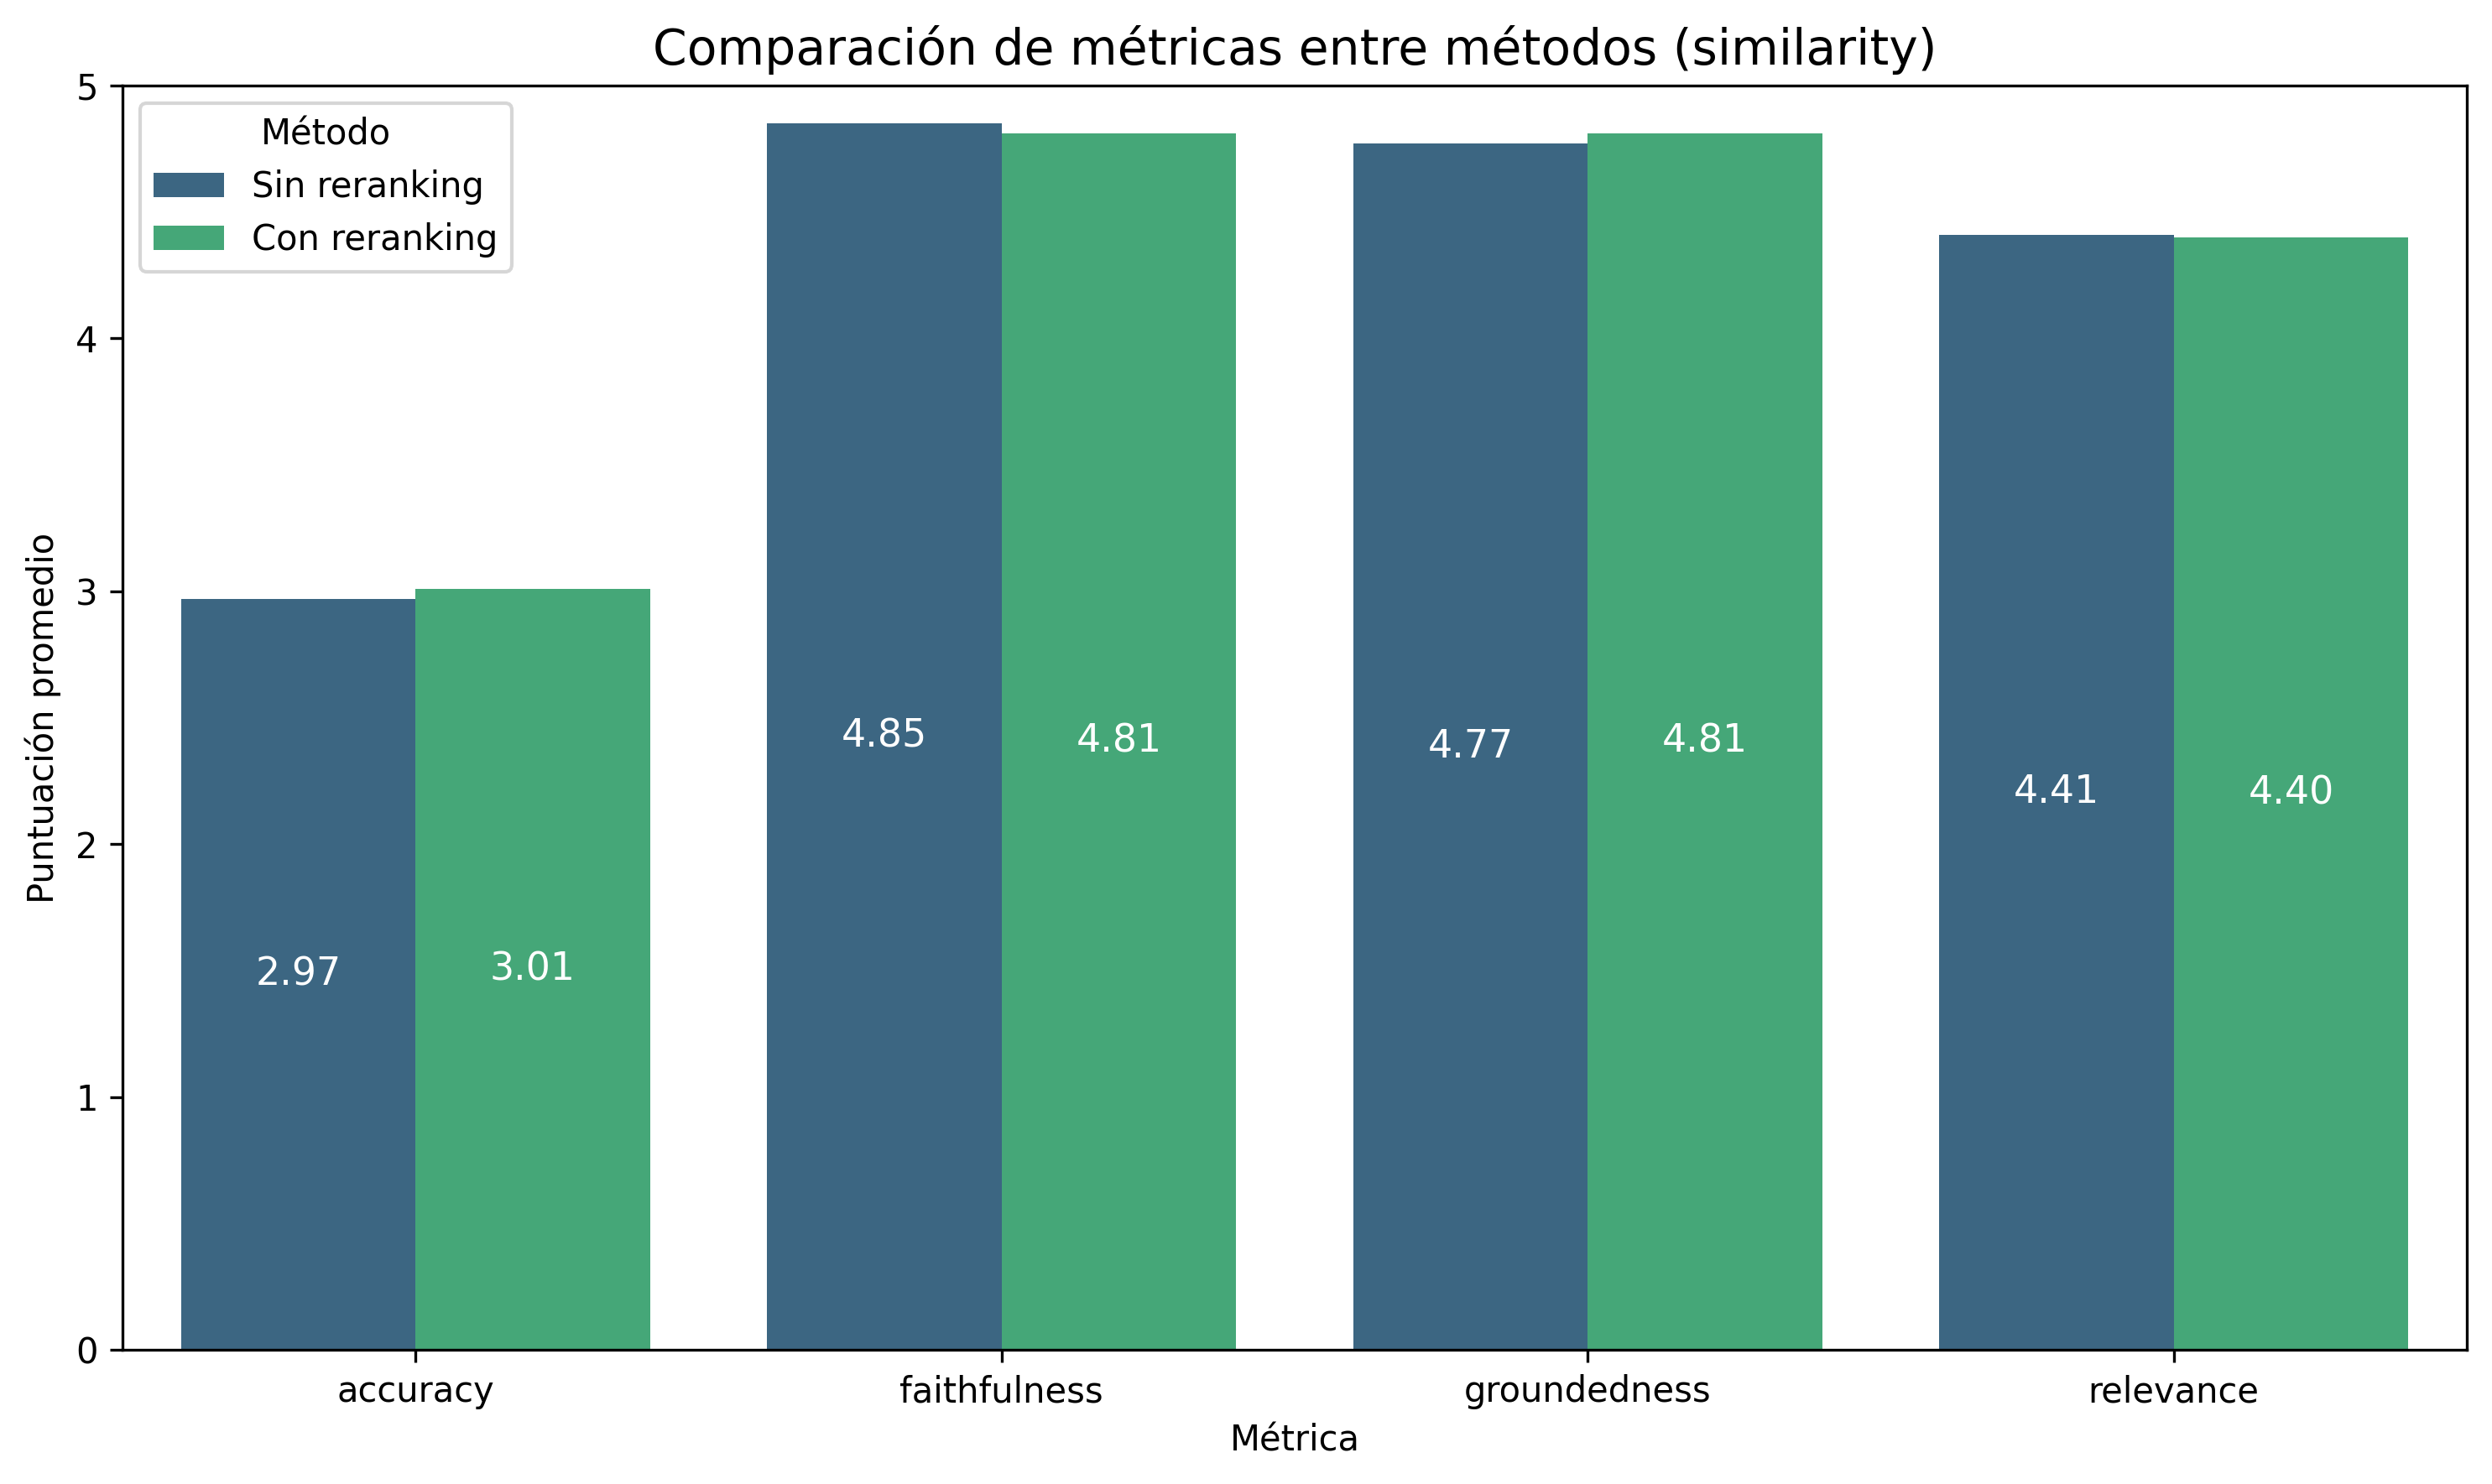 Comparación de métricas entre métodos (similarity)
Método
Sin reranking
Con reranking
Puntuación promedio
5
4
3
2
1
0
2.97
3.01
4.85
4.81
4.77
4.81
4.41
4.40
accuracy
faithfulness
groundedness
relevance
Métrica